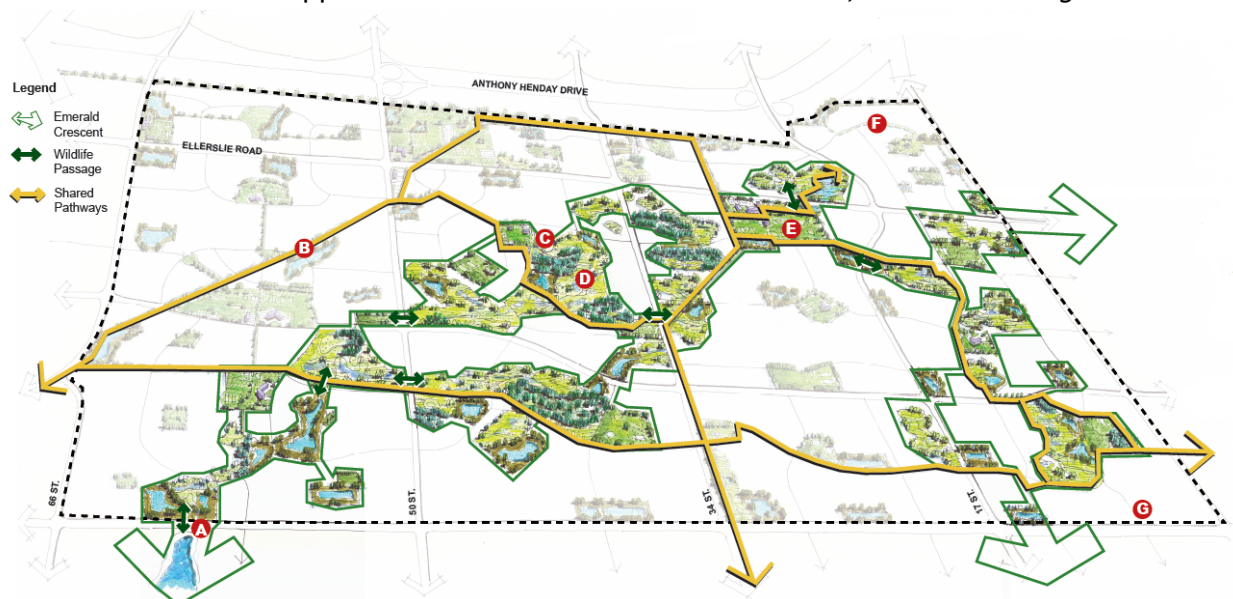 ANTHONY HENDAY DRIVE
Legend
Emerald
Crescent
Wildlife
Passage
Shared
Pathways
ELLERSLIE ROAD
F
E
C
B
D
66 ST.
50 ST.
34 ST.
17 ST.
G
A